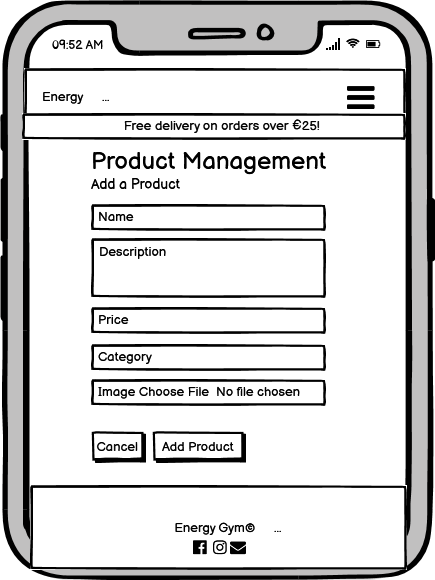 09:52 AM
Energy ...
Free delivery on orders over €25!
Product Management
Add a Product
Name
Description
Price
Category
Image Choose File No file chosen
Cancel Add Product
Energy Gym© ...